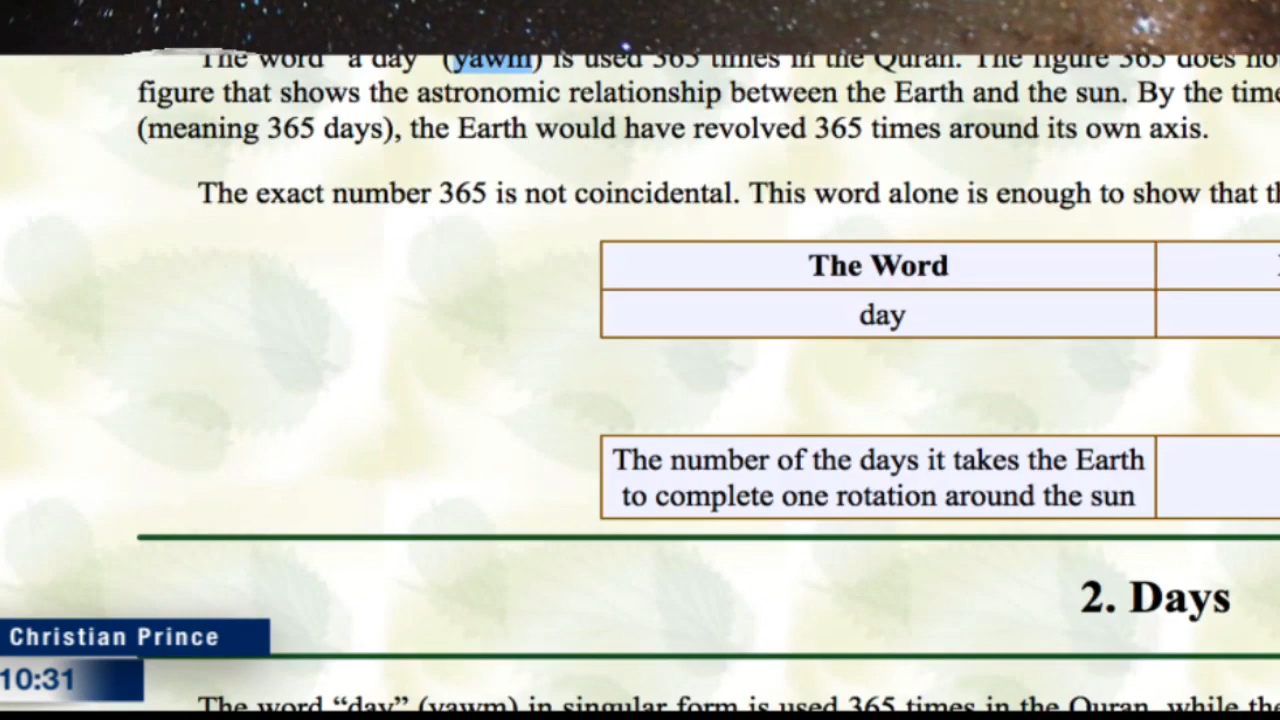 The word "a day" (yawm) is used 365 times in the Quran. The figure 365 does no
figure that shows the astronomic relationship between the Earth and the sun. By the time
(meaning 365 days), the Earth would have revolved 365 times around its own axis.
The exact number 365 is not coincidental. This word alone is enough to show that th
The Word
day
The number of the days it takes the Earth
to complete one rotation around the sun
2. Days
Christian Prince
10:31
The word “day” (yawm) in singular form is used 365 times in the Quran, while the